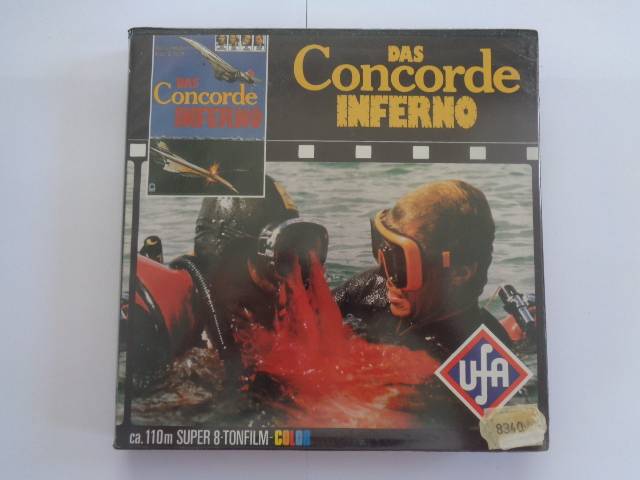 DAS
Concorde
INFERNO
DAS
Concorde
INFERNO
UfA
8340
ca. 110m SUPER 8-TONFILM-COLOR